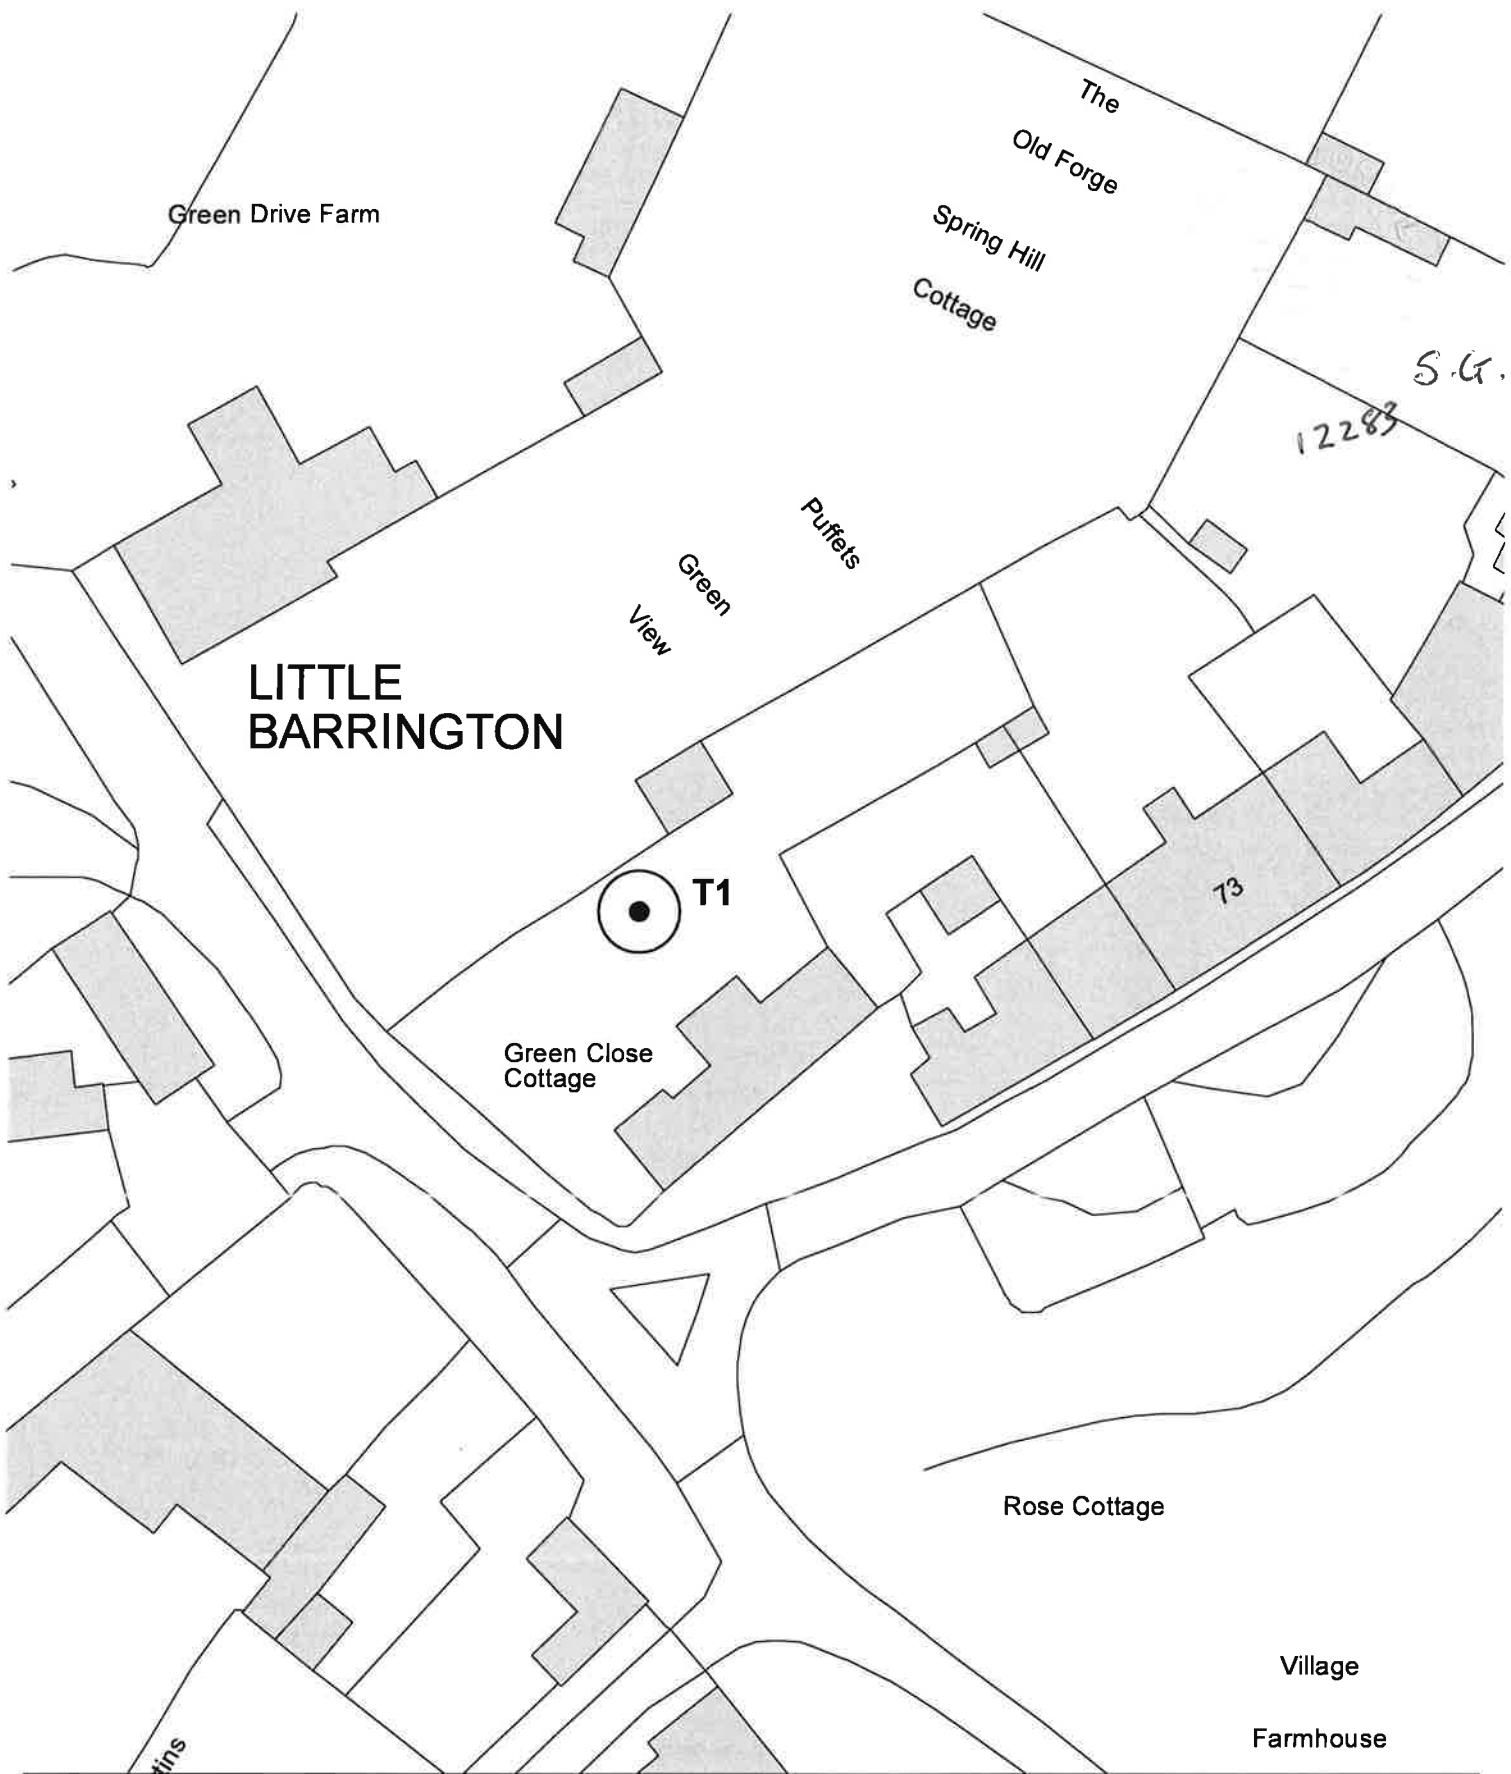 The
Old Forge
Green Drive Farm
Spring Hill
Cottage
S.G.
12283
Puffets
Green
View
LITTLE
BARRINGTON
T1
73
Green Close
Cottage
Rose Cottage
Village
Farmhouse
tins